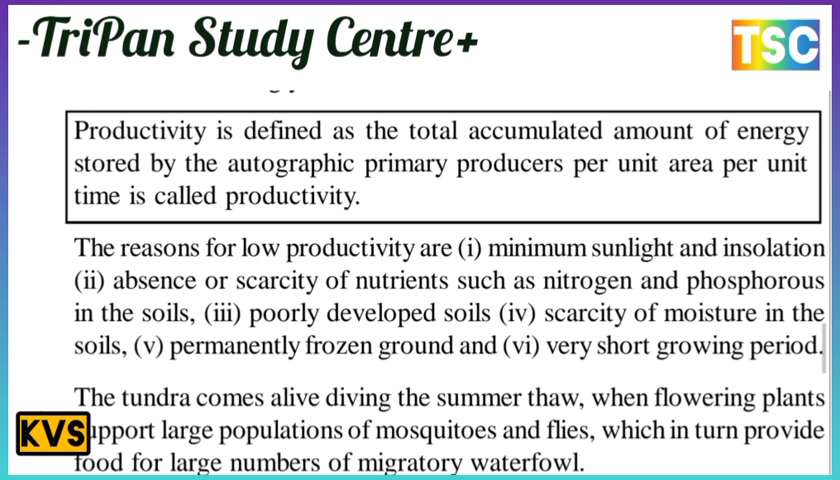 -TriPan Study Centre+
TSC
Productivity is defined as the total accumulated amount of energy
stored by the autographic primary producers per unit area per unit
time is called productivity.
The reasons for low productivity are (i) minimum sunlight and insolation
(ii) absence or scarcity of nutrients such as nitrogen and phosphorous
in the soils, (iii) poorly developed soils (iv) scarcity of moisture in the
soils, (v) permanently frozen ground and (vi) very short growing period.
The tundra comes alive diving the summer thaw, when flowering plants
KVS upport large populations of mosquitoes and flies, which in turn provide
food for large numbers of migratory waterfowl.